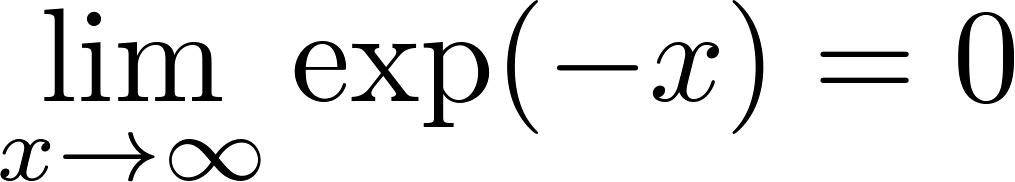 lim exp(−x) = 0
x→∞